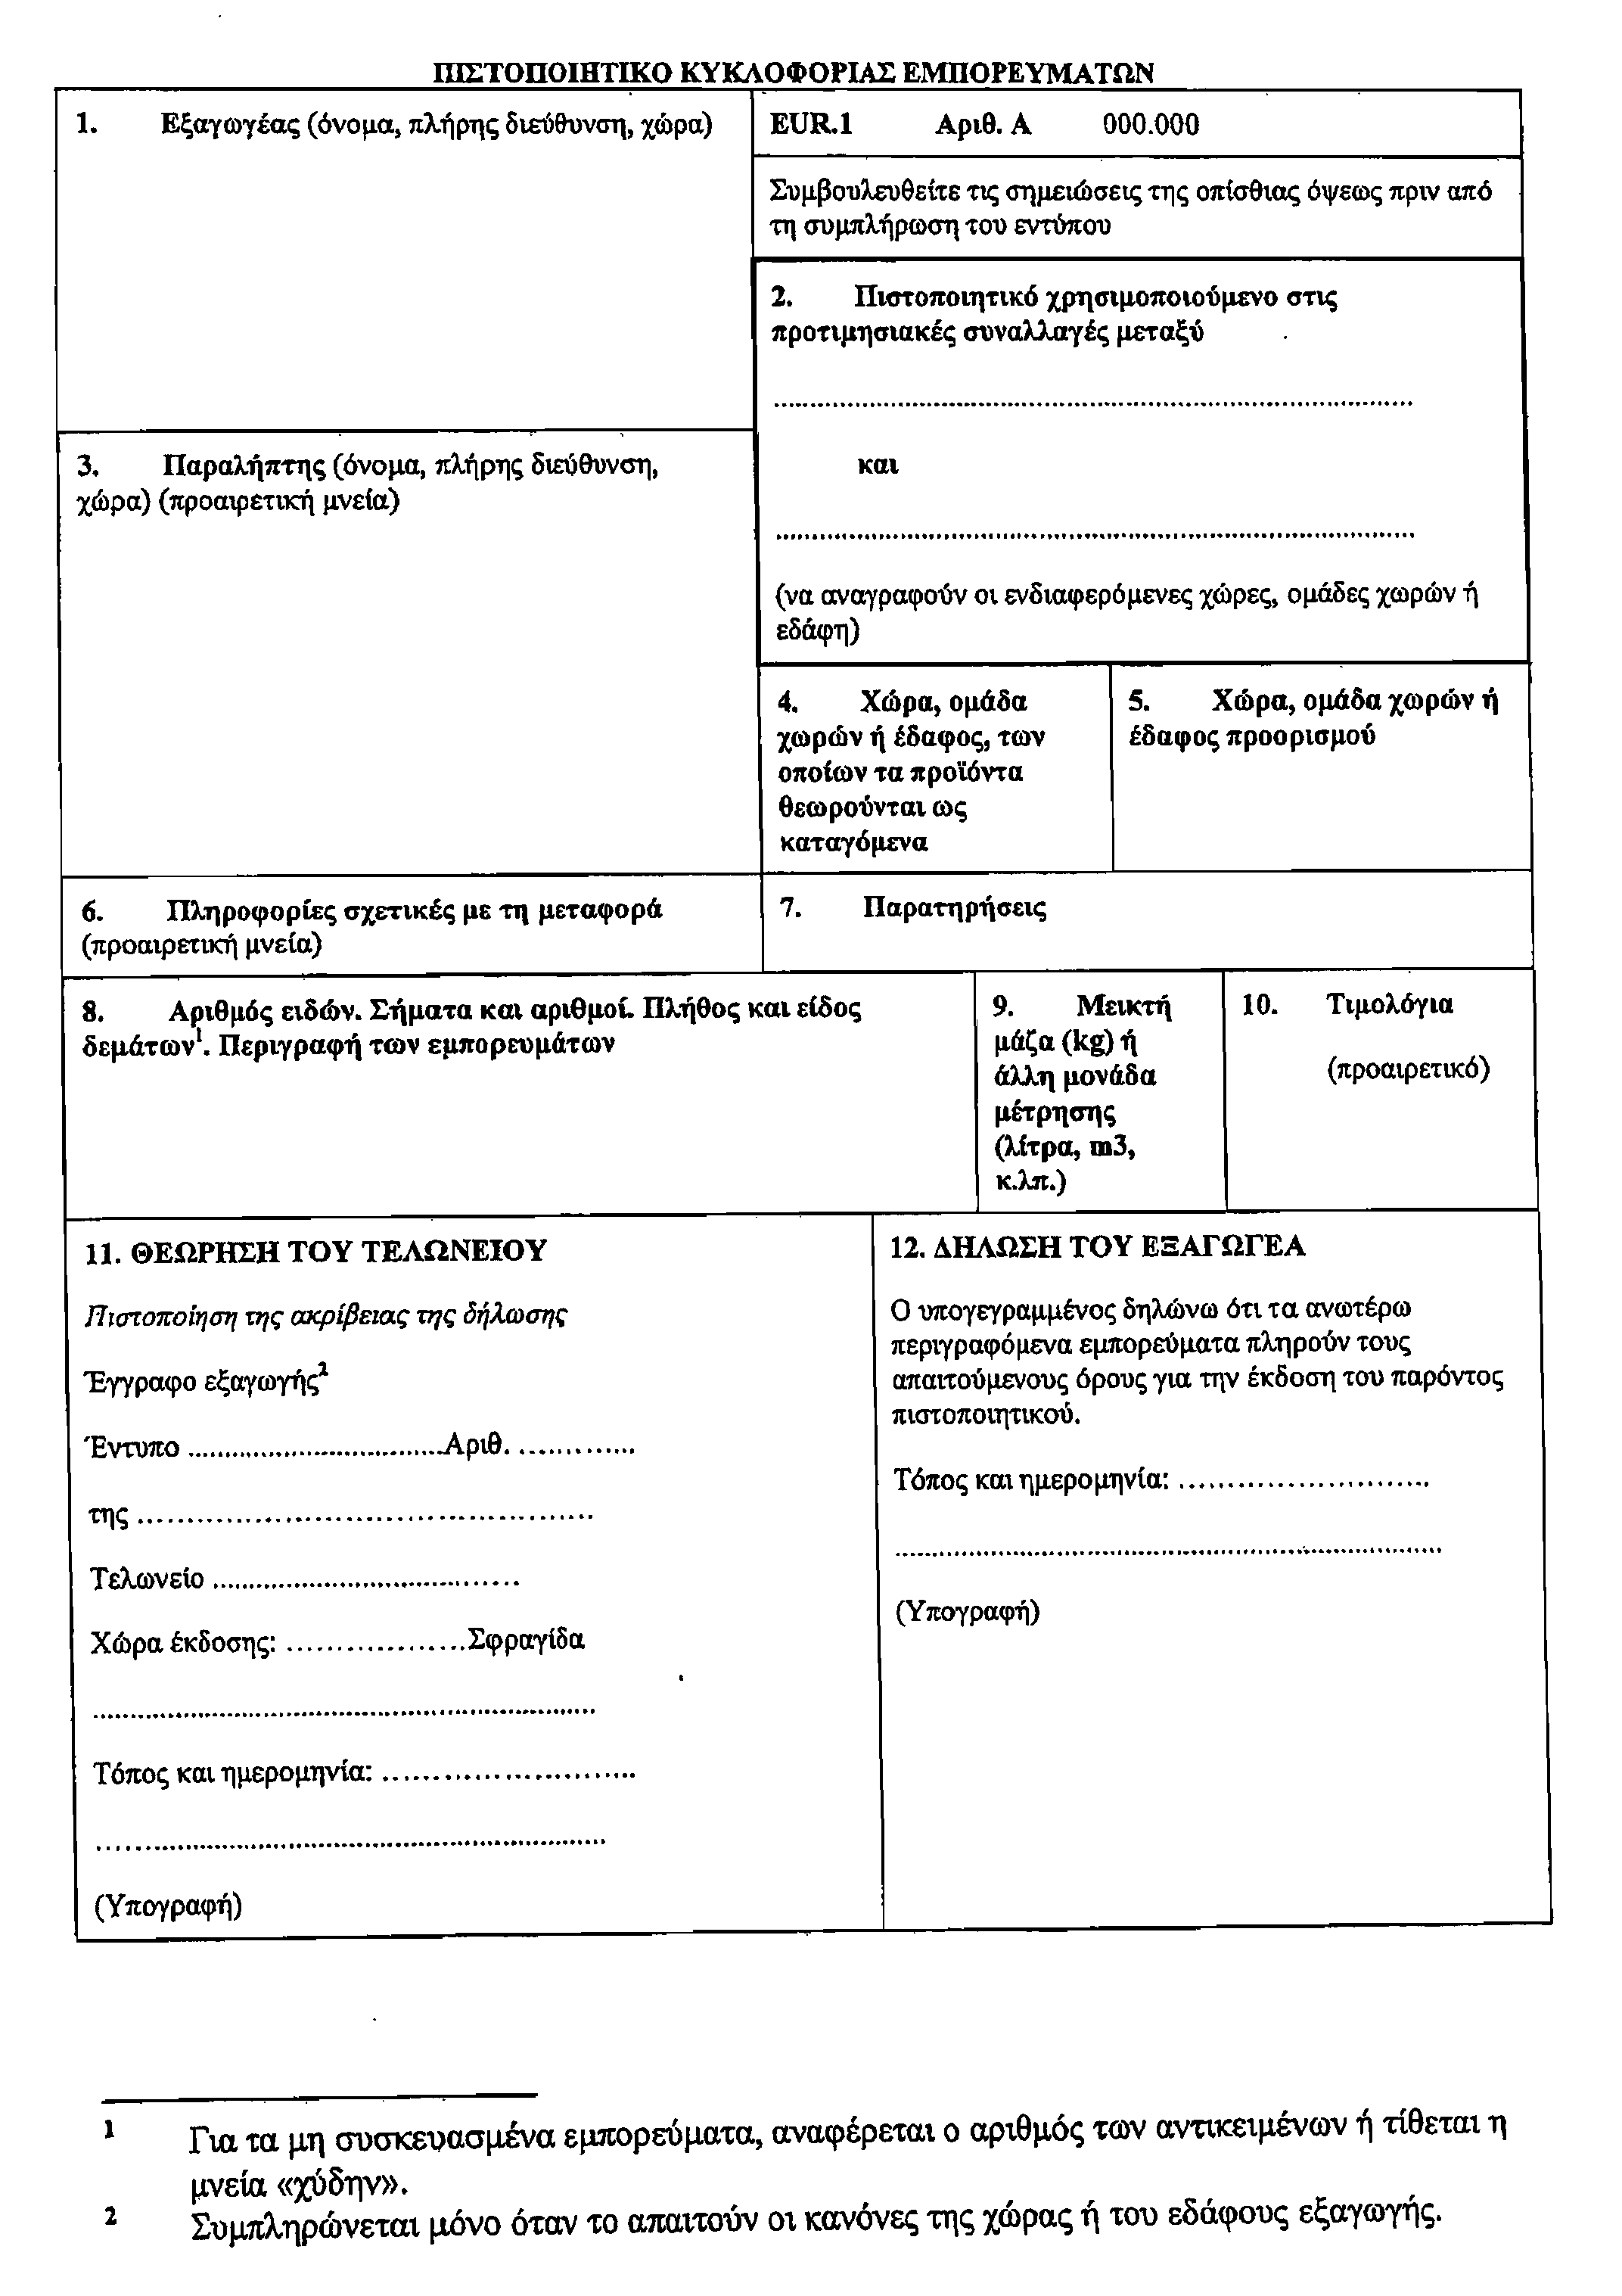 ΠΙΣΤΟΠΟΙΗΤΙΚΟ ΚΥΚΛΟΦΟΡΙΑΣ ΕΜΠΟΡΕΥΜΑΤΩΝ
1. Εξαγωγέας (όνομα, πλήρης διεύθυνση, χώρα)
EUR.1 Αριθ. Α 000.000
Συμβουλευθείτε τις σημειώσεις της οπίσθιας όψεως πριν από
τη συμπλήρωση του εντύπου
2. Πιστοποιητικό χρησιμοποιούμενο στις
προτιμησιακές συναλλαγές μεταξύ
..........................................................................................
3. Παραλήπτης (όνομα, πλήρης διεύθυνση,
χώρα) (προαιρετική μνεία)
και
..........................................................................................
(να αναγραφούν οι ενδιαφερόμενες χώρες, ομάδες χωρών ή
εδάφη)
4. Χώρα, ομάδα
χωρών ή έδαφος, των
οποίων τα προϊόντα
θεωρούνται ως
καταγόμενα
5. Χώρα, ομάδα χωρών ή
έδαφος προορισμού
6. Πληροφορίες σχετικές με τη μεταφορά
(προαιρετική μνεία)
7. Παρατηρήσεις
8. Αριθμός ειδών. Σήματα και αριθμοί. Πλήθος και είδος
δεμάτων¹. Περιγραφή των εμπορευμάτων
9. Μεικτή
μάζα (kg) ή
άλλη μονάδα
μέτρησης
(λίτρα, m3,
κ.λπ.)
10. Τιμολόγια
(προαιρετικό)
11. ΘΕΩΡΗΣΗ ΤΟΥ ΤΕΛΩΝΕΙΟΥ
Πιστοποίηση της ακρίβειας της δήλωσης
Έγγραφο εξαγωγής²
Έντυπο ...................................Αριθ. ..............
της .................................................
Τελωνείο .....................................
Χώρα έκδοσης: ...................Σφραγίδα
......................................................................
Τόπος και ημερομηνία: ..........................
......................................................................
(Υπογραφή)
12. ΔΗΛΩΣΗ ΤΟΥ ΕΞΑΓΩΓΕΑ
Ο υπογεγραμμένος δηλώνω ότι τα ανωτέρω
περιγραφόμενα εμπορεύματα πληρούν τους
απαιτούμενους όρους για την έκδοση του παρόντος
πιστοποιητικού.
Τόπος και ημερομηνία: ..........................
............................................................................
(Υπογραφή)
1 Για τα μη συσκευασμένα εμπορεύματα, αναφέρεται ο αριθμός των αντικειμένων ή τίθεται η
μνεία «χύδην».
2 Συμπληρώνεται μόνο όταν το απαιτούν οι κανόνες της χώρας ή του εδάφους εξαγωγής.